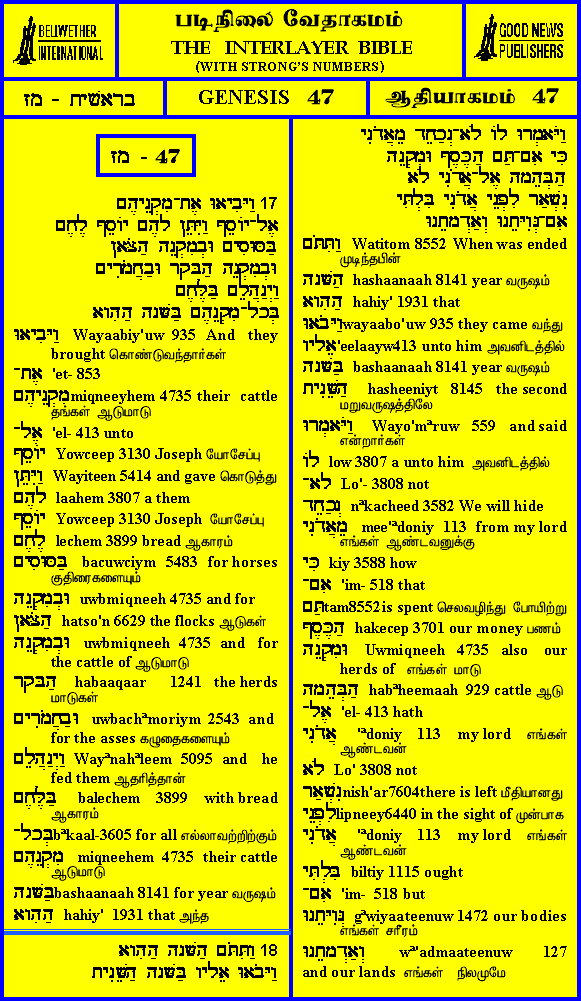 BELLWETHER
INTERNATIONAL
படிநிலை வேதாகமம்
THE INTERLAYER BIBLE
(WITH STRONG'S NUMBERS)
GOOD NEWS
PUBLISHERS
בראשית - מז
GENESIS 47
ஆதியாகமம் 47
מז - 47
17 וַיָּבִיאוּ אֶת־מִקְנֵיהֶם
אֶל־יוֹסֵף וַיִּתֵּן לָהֶם יוֹסֵף לֶחֶם
בַּסּוּסִים וּבְמִקְנֵה הַצֹּאן
וּבְמִקְנֵה הַבָּקָר וּבַחֲמֹרִים
וַיְנַהֲלֵם בַּלֶּחֶם
בְּכָל־מִקְנֵהֶם בַּשָּׁנָה הַהִוא
וַיָּבִיאוּ Wayaabiy'uw 935 And they
brought கொண்டுவந்தார்கள்
אֶת־ 'et- 853
מִקְנֵיהֶם miqneeyhem 4735 their cattle
தங்கள் ஆடுமாடு
אֶל־ 'el- 413 unto
יוֹסֵף Yowceep 3130 Joseph யோசேப்பு
וַיִּתֵּן Wayiteen 5414 and gave கொடுத்து
לָהֶם laahem 3807 a them
יוֹסֵף Yowceep 3130 Joseph யோசேப்பு
לֶחֶם lechem 3899 bread ஆகாரம்
בַּסּוּסִים bacuwciym 5483 for horses
குதிரைகளையும்
וּבְמִקְנֵה uwbmiqneeh 4735 and for
הַצֹּאן hatso'n 6629 the flocks ஆடுகள்
וּבְמִקְנֵה uwbmiqneeh 4735 and for
the cattle of ஆடுமாடு
הַבָּקָר habaaqaar 1241 the herds
மாடுகள்
וּבַחֲמֹרִים uwbachªmoriym 2543 and
for the asses கழுதைகளையும்
וַיְנַהֲלֵם Wayªnahªleem 5095 and he
fed them ஆதரித்தான்
בַּלֶּחֶם balechem 3899 with bread
ஆகாரம்
בְּכָל־ bªkaal-3605 for all எல்லாவற்றிற்கும்
מִקְנֵהֶם miqneehem 4735 their cattle
ஆடுமாடு
בַּשָּׁנָה bashaanaah 8141 for year வருஷம்
הַהִוא hahiy' 1931 that அந்த
18 וַתִּתֹּם הַשָּׁנָה הַהִוא
וַיָּבֹאוּ אֵלָיו בַּשָּׁנָה הַשֵּׁנִית
וַיֹּאמְרוּ לוֹ לֹא־נְכַחֵד מֵאֲדֹנִי
כִּי אִם־תַּם הַכֶּסֶף וּמִקְנֵה
הַבְּהֵמָה אֶל־אֲדֹנִי לֹא
נִשְׁאַר לִפְנֵי אֲדֹנִי בִּלְתִּי
אִם־גְּוִיָּתֵנוּ וְאַדְמָתֵנוּ
וַתִּתֹּם Watitom 8552 When was ended
முடிந்தபின்
הַשָּׁנָה hashaanaah 8141 year வருஷம்
הַהִוא hahiy' 1931 that
וַיָּבֹאוּ wayaabo'uw 935 they came வந்து
אֵלָיו 'eelaayw413 unto him அவனிடத்தில்
בַּשָּׁנָה bashaanaah 8141 year வருஷம்
הַשֵּׁנִית hasheeniyt 8145 the second
மறுவருஷத்திலே
וַיֹּאמְרוּ Wayo'mªruw 559 and said
என்றார்கள்
לוֹ low 3807 a unto him அவனிடத்தில்
לֹא־ Lo'- 3808 not
נְכַחֵד nªkacheed 3582 We will hide
מֵאֲדֹנִי mee'ªdoniy 113 from my lord
எங்கள் ஆண்டவனுக்கு
כִּי kiy 3588 how
אִם־ 'im- 518 that
תַּם tam8552 is spent செலவழிந்து போயிற்று
הַכֶּסֶף hakecep 3701 our money பணம்
וּמִקְנֵה Uwmiqneeh 4735 also our
herds of எங்கள் மாடு
הַבְּהֵמָה habªheemaah 929 cattle ஆடு
אֶל־ 'el- 413 hath
אֲדֹנִי 'ªdoniy 113 my lord எங்கள்
ஆண்டவன்
לֹא Lo' 3808 not
נִשְׁאַר nish'ar7604there is left மீதியானது
לִפְנֵי lipneey6440 in the sight of முன்பாக
אֲדֹנִי 'ªdoniy 113 my lord எங்கள்
ஆண்டவன்
בִּלְתִּי biltiy 1115 ought
אִם־ 'im- 518 but
גְּוִיָּתֵנוּ gªwiyaateenuw 1472 our bodies
எங்கள் சரீரம்
וְאַדְמָתֵנוּ wª'admaateenuw 127
and our lands எங்கள் நிலமுமே